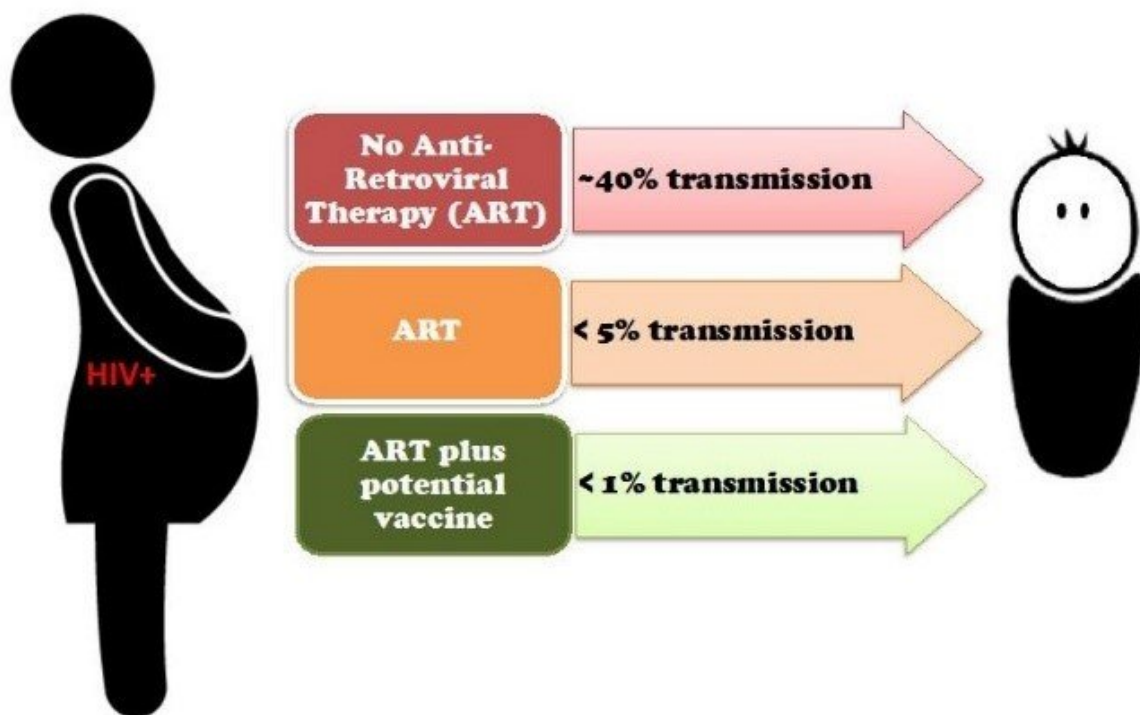 No Anti-
Retroviral
Therapy (ART)
~40% transmission
ART
< 5% transmission
HIV+
ART plus
potential
vaccine
< 1% transmission